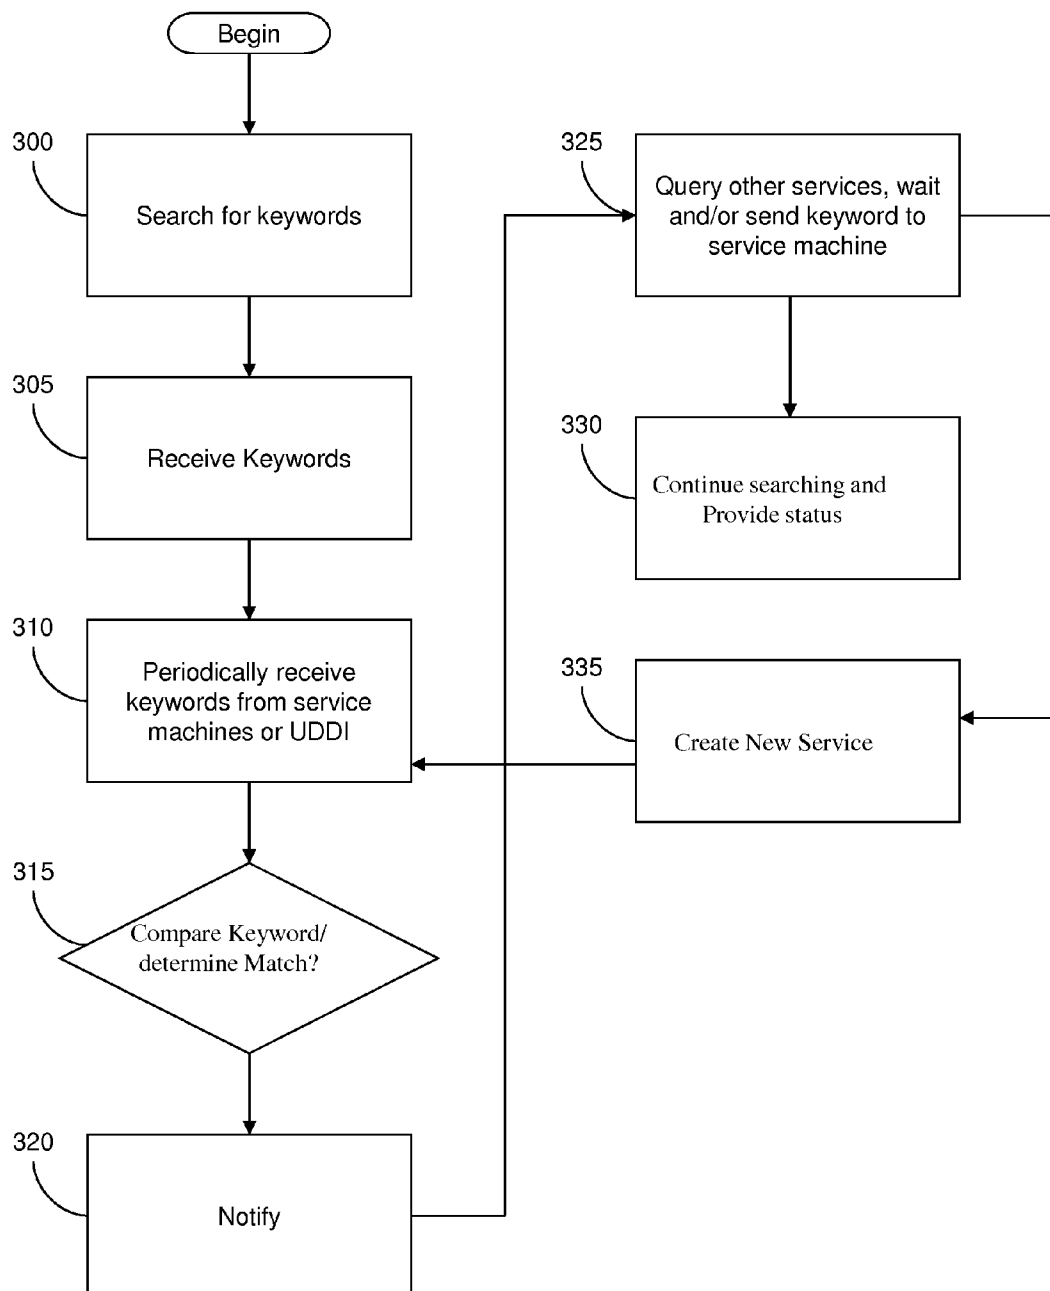 Begin
300
Search for keywords
305
Receive Keywords
310
Periodically receive
keywords from service
machines or UDDI
315
Compare Keyword/
determine Match?
320
Notify
325
Query other services, wait
and/or send keyword to
service machine
330
Continue searching and
Provide status
335
Create New Service